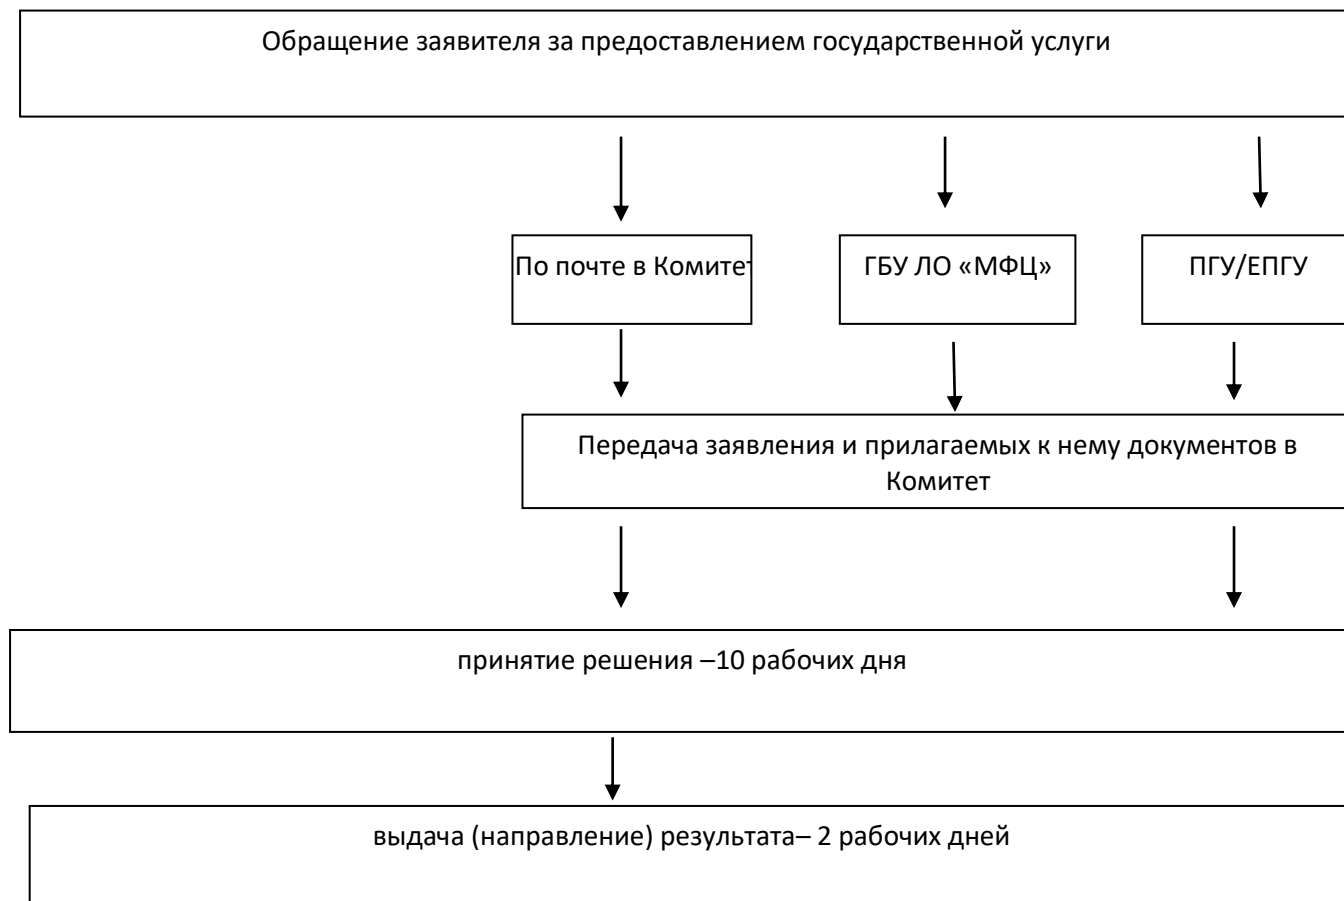 Обращение заявителя за предоставлением государственной услуги
По почте в Комитет
ГБУ ЛО «МФЦ»
ПГУ/ЕПГУ
Передача заявления и прилагаемых к нему документов в
Комитет
принятие решения –10 рабочих дня
выдача (направление) результата– 2 рабочих дней